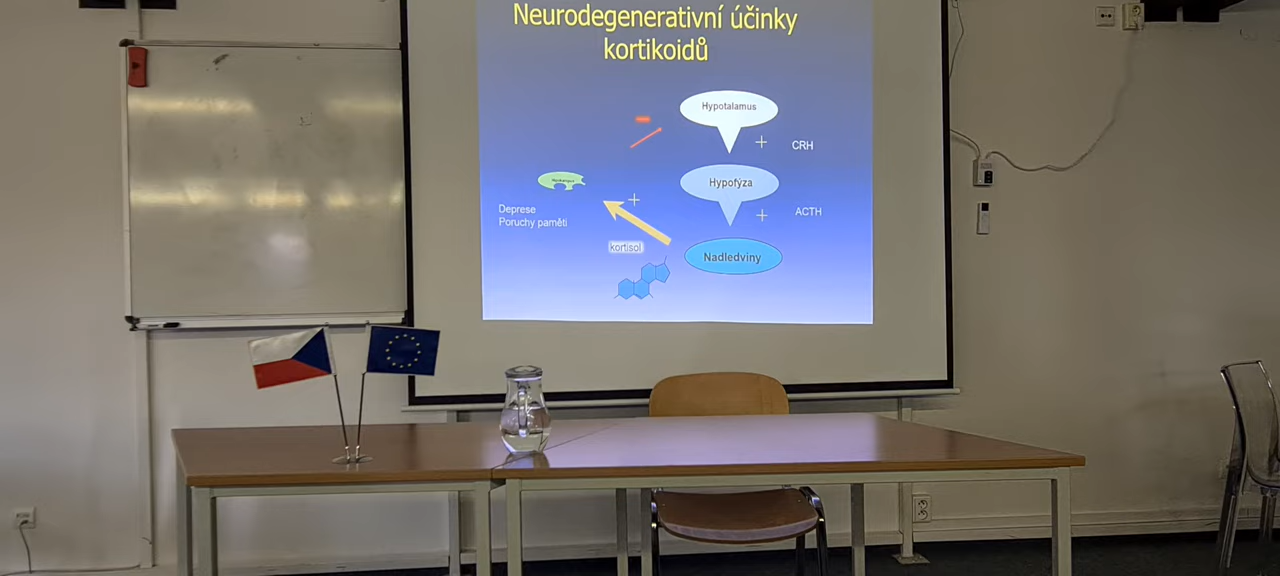 Neurodegenerativní účinky
kortikoidů
Hypotalamus
CRH
Hypofýza
ACTH
Deprese
Poruchy paměti
kortisol
Nadledviny